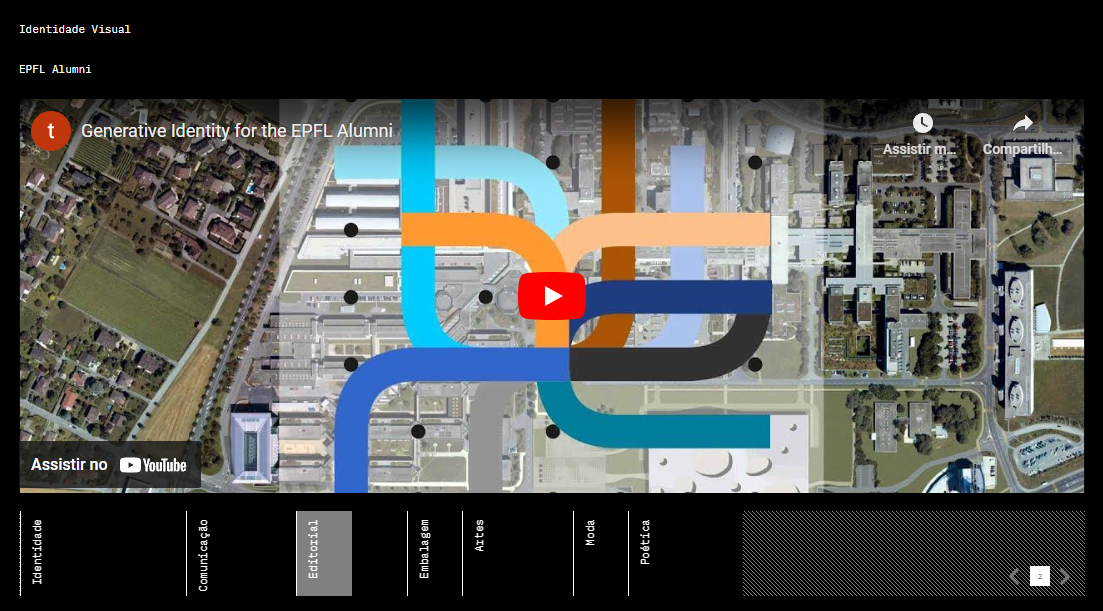 Identidade Visual
EPFL Alumni
t
Generative Identity for the EPFL Alumni
Assistir m...
Compartilh...
Assistir no YouTube
Identidade
Comunicação
Editorial
Embalagem
Artes
Moda
Poética
2